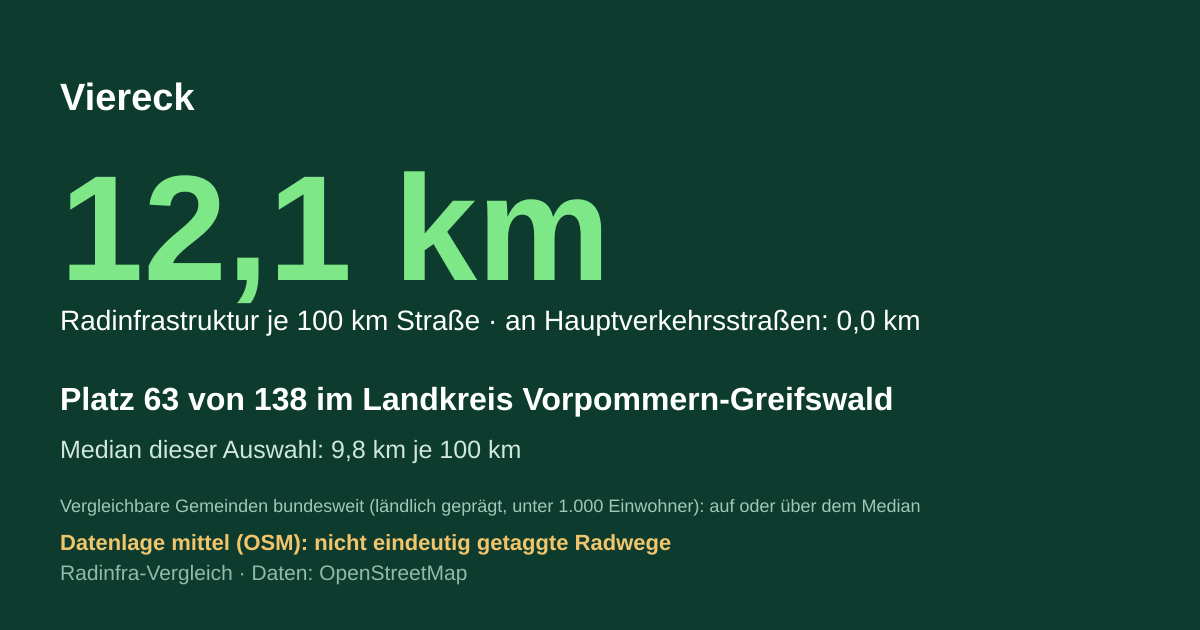 Viereck
12,1 km
Radinfrastruktur je 100 km Straße · an Hauptverkehrsstraßen: 0,0 km
Platz 63 von 138 im Landkreis Vorpommern-Greifswald
Median dieser Auswahl: 9,8 km je 100 km
Vergleichbare Gemeinden bundesweit (ländlich geprägt, unter 1.000 Einwohner): auf oder über dem Median
Datenlage mittel (OSM): nicht eindeutig getaggte Radwege
Radinfra-Vergleich · Daten: OpenStreetMap